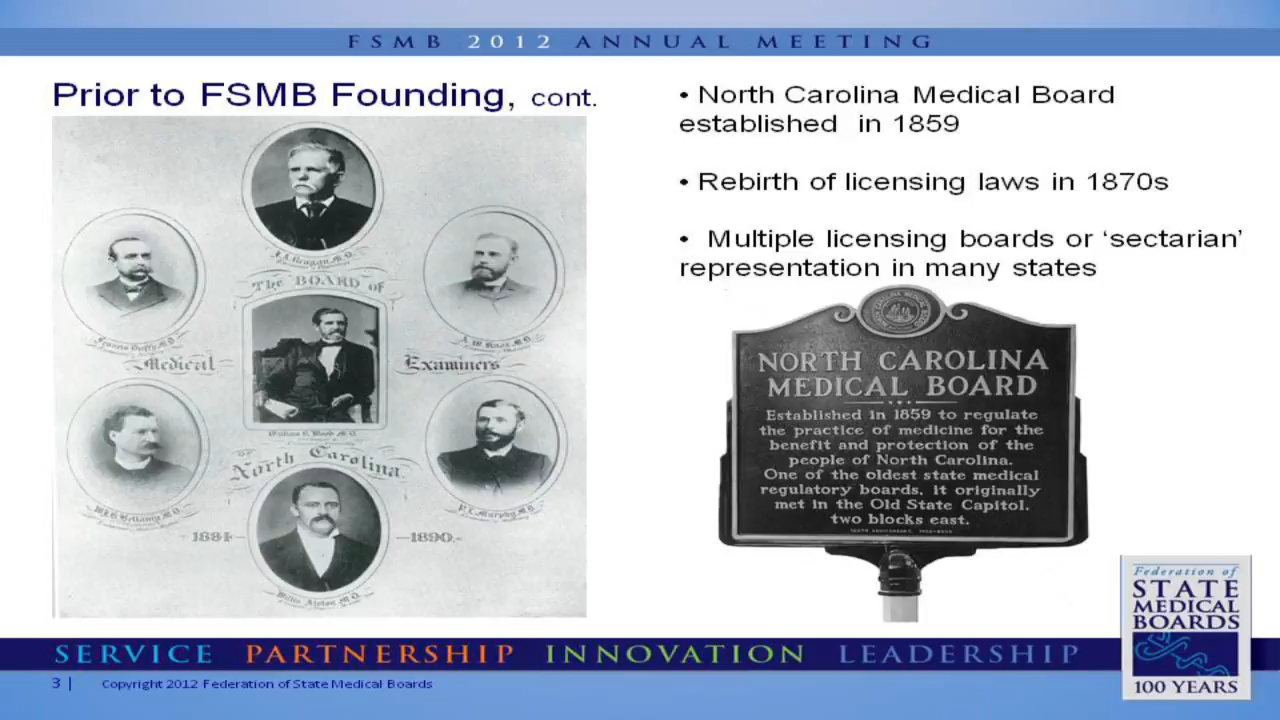 FSMB 2012 ANNUAL MEETING
Prior to FSMB Founding, cont.
• North Carolina Medical Board
established in 1859
• Rebirth of licensing laws in 1870s
• Multiple licensing boards or ‘sectarian’
representation in many states
J.A. Reagan M.D.
The BOARD of
Medical
Examiners
North Carolina
1884- -1890.-
P.L. Murphy M.D.
NORTH CAROLINA
MEDICAL BOARD
Established in 1859 to regulate
the practice of medicine for the
benefit and protection of the
people of North Carolina.
One of the oldest state medical
regulatory boards, it originally
met in the Old State Capitol,
two blocks east.
SERVICE PARTNERSHIP INNOVATION LEADERSHIP
Federation of
STATE
MEDICAL
BOARDS
100 YEARS
3 | Copyright 2012 Federation of State Medical Boards